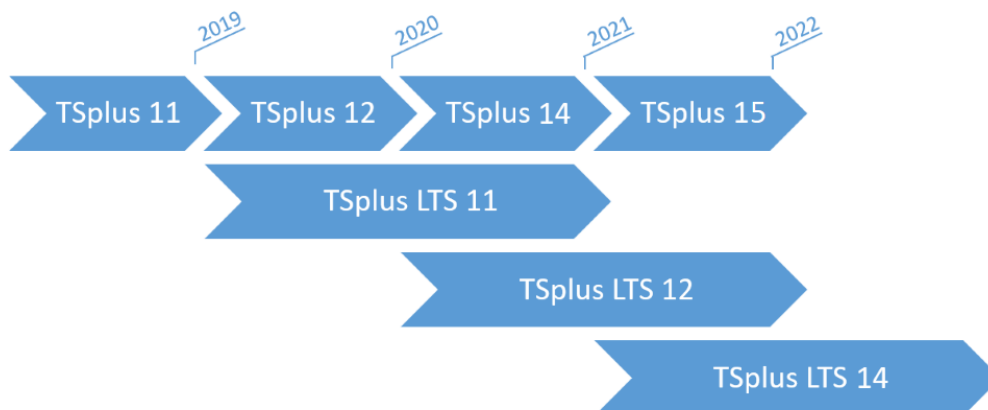 2019
2020
2021
2022
TSplus 11
TSplus 12
TSplus 14
TSplus 15
TSplus LTS 11
TSplus LTS 12
TSplus LTS 14